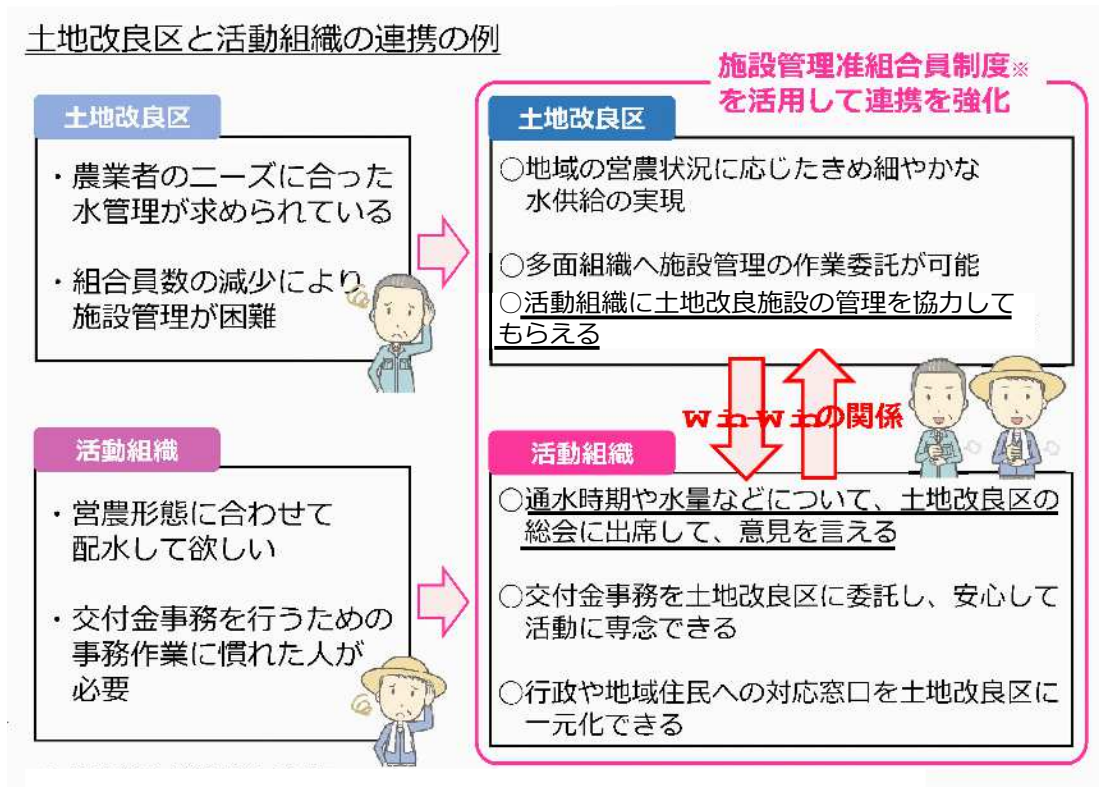 土地改良区と活動組織の連携の例
施設管理准組合員制度※
を活用して連携を強化
土地改良区
・農業者のニーズに合った
水管理が求められている
・組合員数の減少により
施設管理が困難
土地改良区
○地域の営農状況に応じたきめ細やかな
水供給の実現
○多面組織へ施設管理の作業委託が可能
○活動組織に土地改良施設の管理を協力して
もらえる
win-winの関係
活動組織
・営農形態に合わせて
配水して欲しい
・交付金事務を行うための
事務作業に慣れた人が
必要
活動組織
○通水時期や水量などについて、土地改良区の
総会に出席して、意見を言える
○交付金事務を土地改良区に委託し、安心して
活動に専念できる
○行政や地域住民への対応窓口を土地改良区に
一元化できる